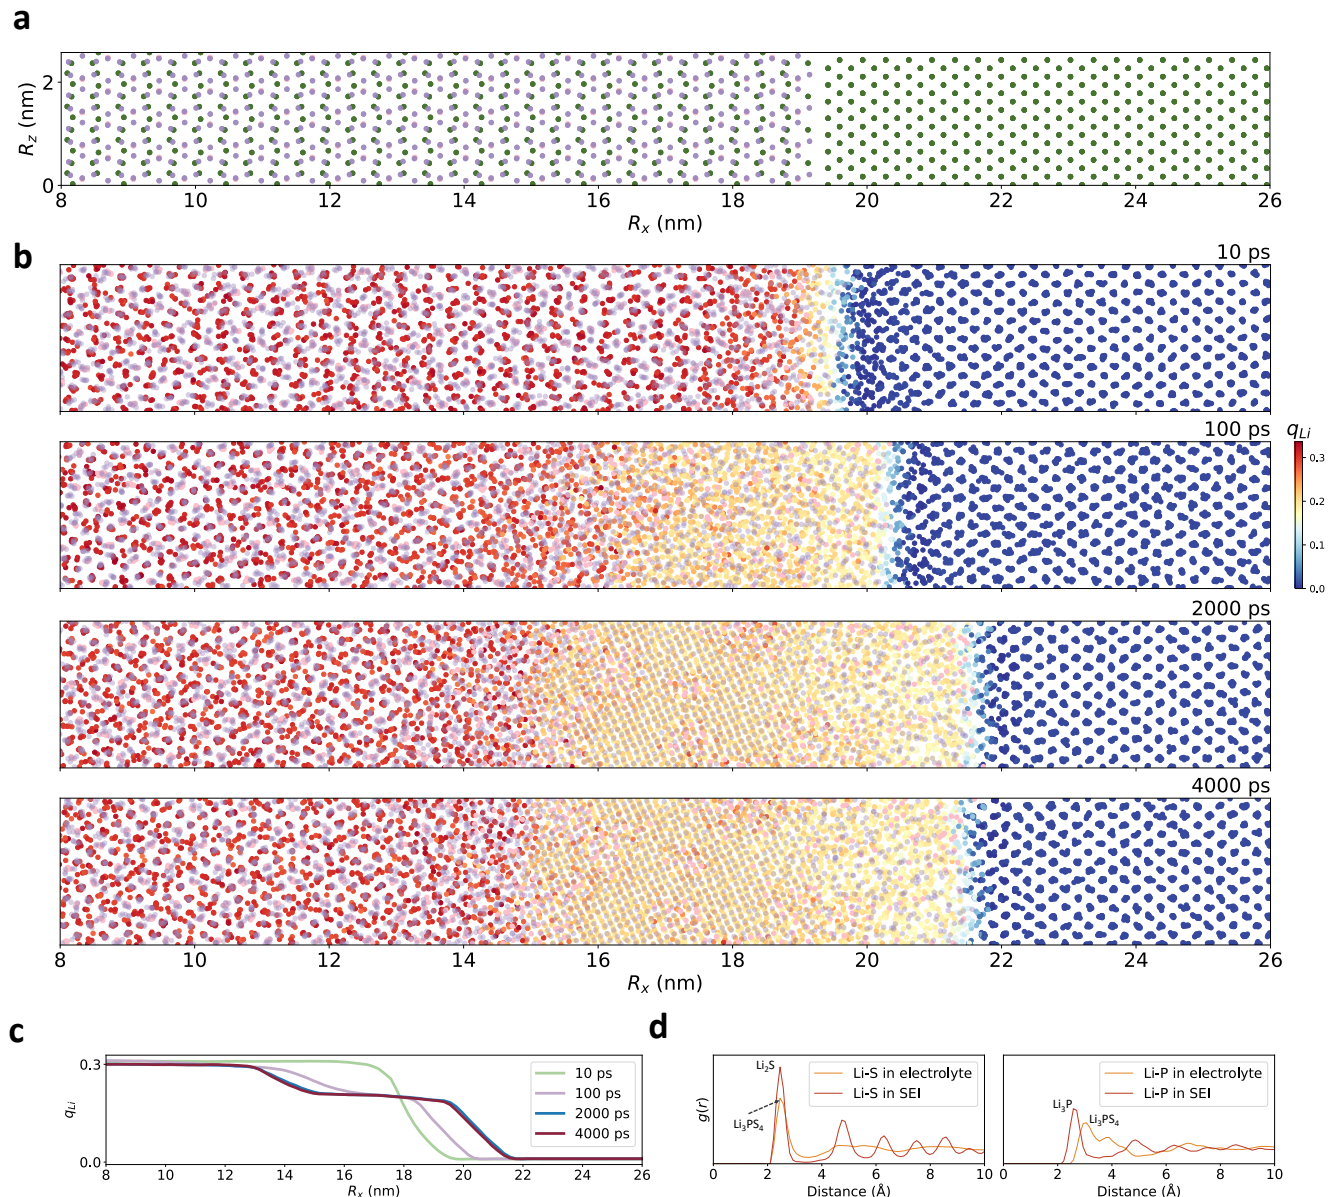 a
2
0
R_z (nm)
8 10 12 14 16 18 20 22 24 26
R_x (nm)
b
10 ps
100 ps
q_Li
0.3
0.2
0.1
0.0
2000 ps
4000 ps
8 10 12 14 16 18 20 22 24 26
R_x (nm)
c
0.3
0.0
q_Li
10 ps
100 ps
2000 ps
4000 ps
8 10 12 14 16 18 20 22 24 26
R_x (nm)
d
g(r)
Li₂S
Li₃PS₄
Li-S in electrolyte
Li-S in SEI
0 2 4 6 8 10
Distance (Å)
Li₃P
Li₃PS₄
Li-P in electrolyte
Li-P in SEI
0 2 4 6 8 10
Distance (Å)